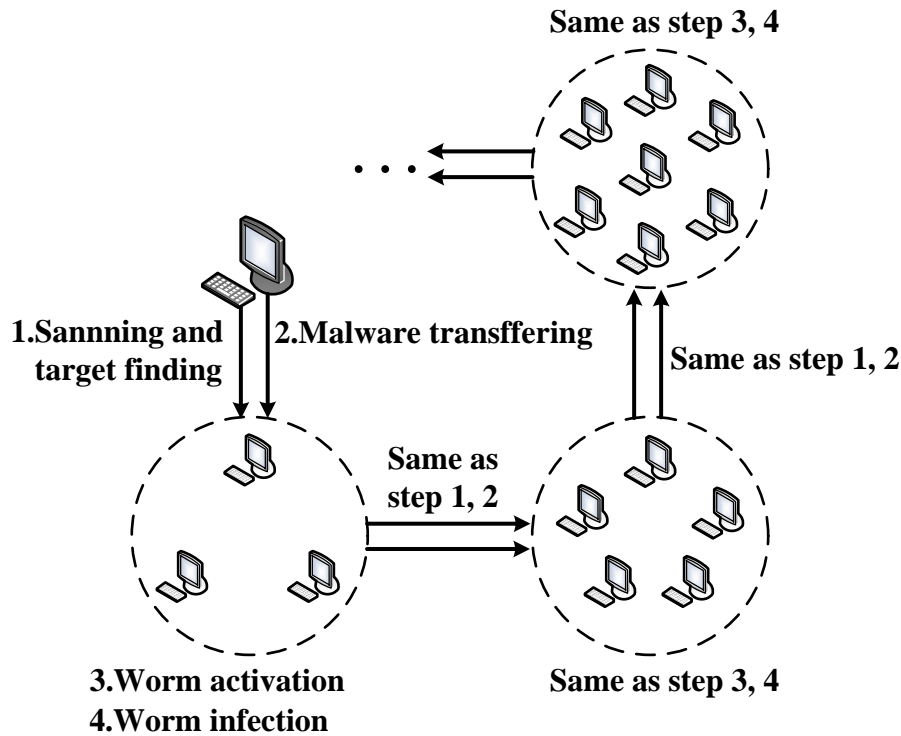 Same as step 3, 4
. . .
1.Sannning and
target finding
2.Malware transffering
Same as step 1, 2
Same as
step 1, 2
3.Worm activation
4.Worm infection
Same as step 3, 4